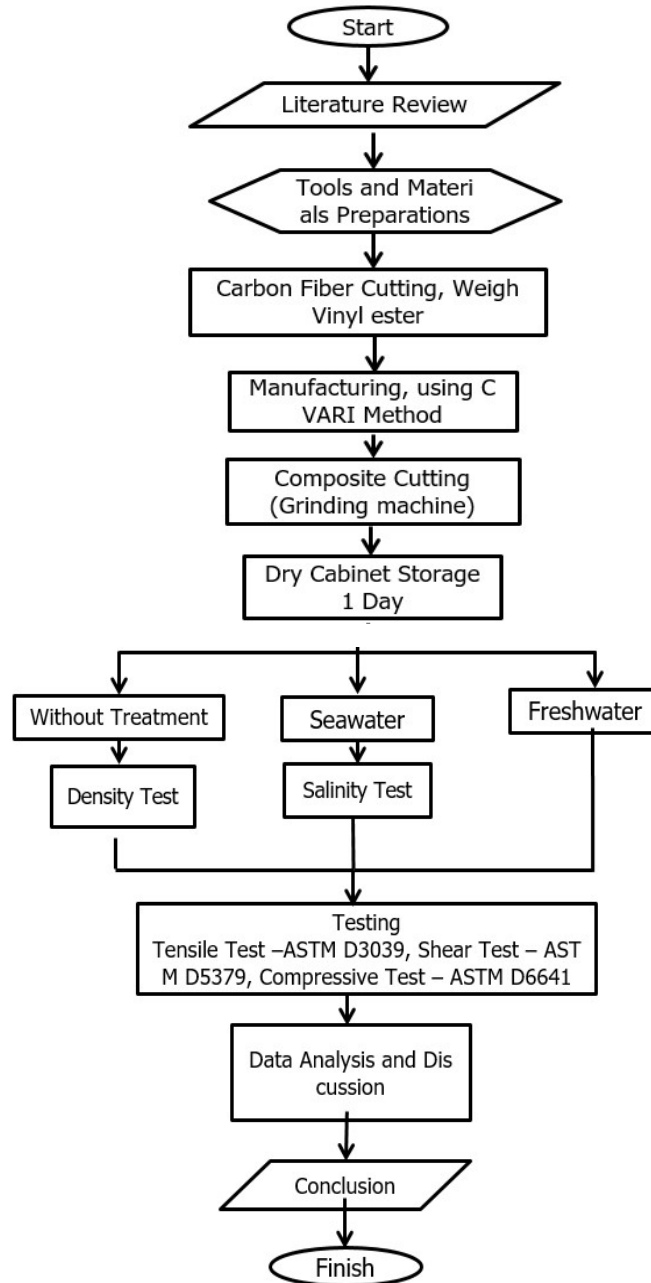 Start
Literature Review
Tools and Materi
als Preparations
Carbon Fiber Cutting, Weigh
Vinyl ester
Manufacturing, using C
VARI Method
Composite Cutting
(Grinding machine)
Dry Cabinet Storage
1 Day
Without Treatment
Seawater
Freshwater
Density Test
Salinity Test
Testing
Tensile Test –ASTM D3039, Shear Test – AST
M D5379, Compressive Test – ASTM D6641
Data Analysis and Dis
cussion
Conclusion
Finish